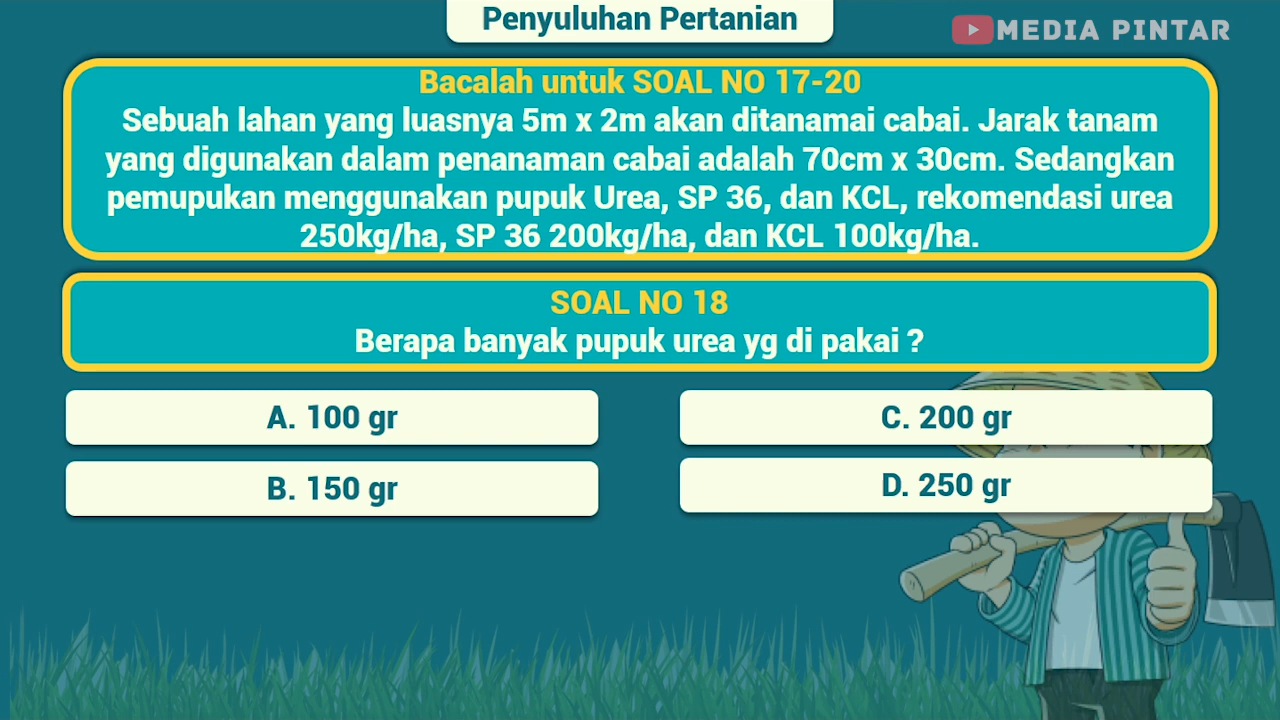 Penyuluhan Pertanian
MEDIA PINTAR
Bacalah untuk SOAL NO 17-20
Sebuah lahan yang luasnya 5m x 2m akan ditanamai cabai. Jarak tanam
yang digunakan dalam penanaman cabai adalah 70cm x 30cm. Sedangkan
pemupukan menggunakan pupuk Urea, SP 36, dan KCL, rekomendasi urea
250kg/ha, SP 36 200kg/ha, dan KCL 100kg/ha.
SOAL NO 18
Berapa banyak pupuk urea yg di pakai ?
A. 100 gr
B. 150 gr
C. 200 gr
D. 250 gr